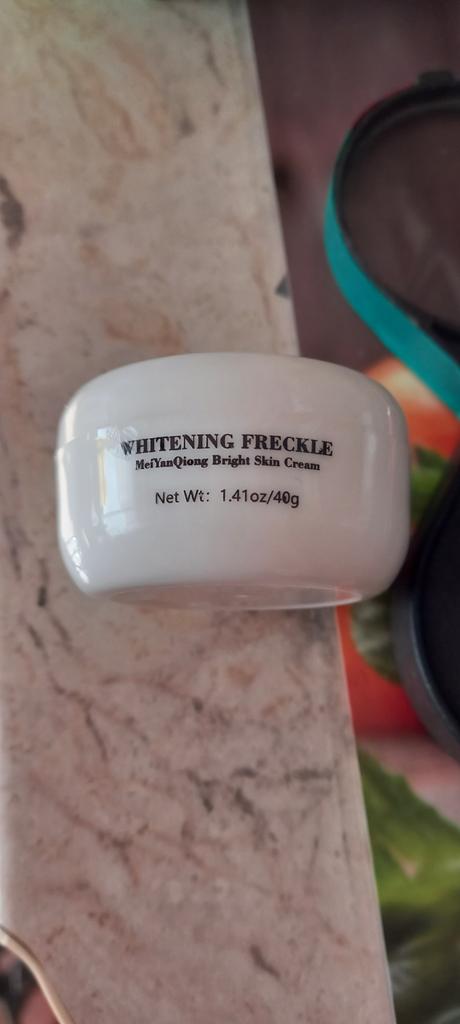 WHITENING FRECKLE
MeiYanQiong Bright Skin Cream
Net Wt: 1.41oz/40g